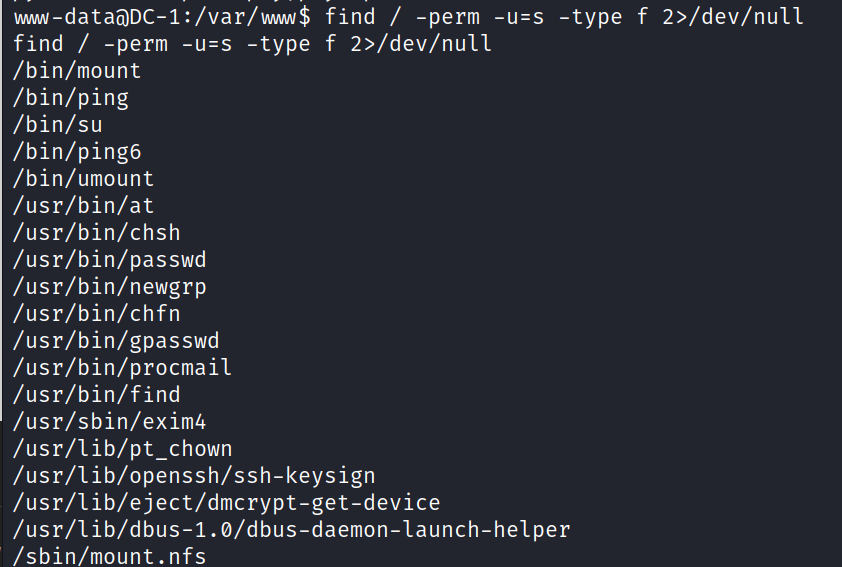 www-data@DC-1:/var/www$ find / -perm -u=s -type f 2>/dev/null
find / -perm -u=s -type f 2>/dev/null
/bin/mount
/bin/ping
/bin/su
/bin/ping6
/bin/umount
/usr/bin/at
/usr/bin/chsh
/usr/bin/passwd
/usr/bin/newgrp
/usr/bin/chfn
/usr/bin/gpasswd
/usr/bin/procmail
/usr/bin/find
/usr/sbin/exim4
/usr/lib/pt_chown
/usr/lib/openssh/ssh-keysign
/usr/lib/eject/dmcrypt-get-device
/usr/lib/dbus-1.0/dbus-daemon-launch-helper
/sbin/mount.nfs